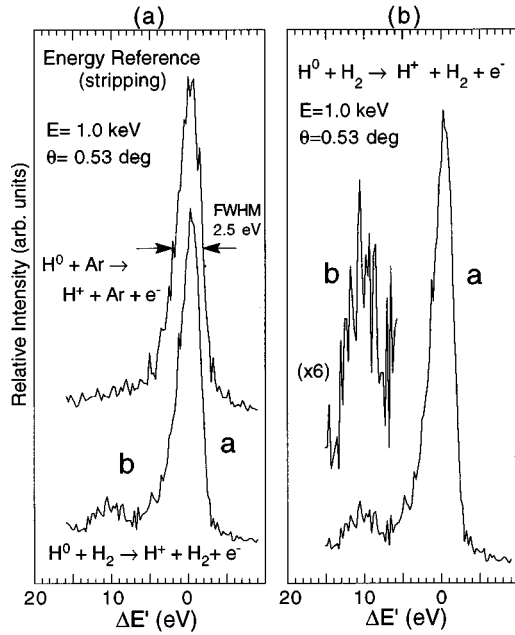 (a)
Energy Reference
(stripping)
E= 1.0 keV
θ= 0.53 deg
FWHM
2.5 eV
H⁰ + Ar →
H⁺ + Ar + e⁻
b
a
H⁰ + H₂ → H⁺ + H₂ + e⁻
20
10
0
ΔE' (eV)
Relative Intensity (arb. units)
(b)
H⁰ + H₂ → H⁺ + H₂ + e⁻
E=1.0 keV
θ=0.53 deg
b
a
(x6)
20
10
0
ΔE' (eV)